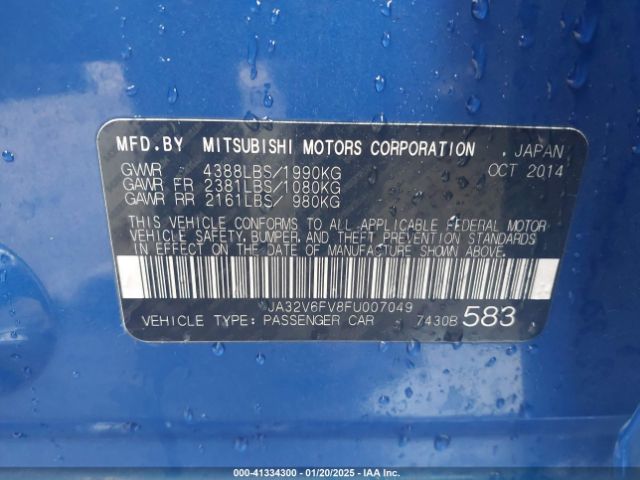 MFD.BY MITSUBISHI MOTORS CORPORATION JAPAN
GVWR 4388LBS/1990KG OCT 2014
GAWR FR 2381LBS/1080KG
GAWR RR 2161LBS/ 980KG
THIS VEHICLE CONFORMS TO ALL APPLICABLE FEDERAL MOTOR
VEHICLE SAFETY, BUMPER, AND THEFT PREVENTION STANDARDS
IN EFFECT ON THE DATE OF MANUFACTURE SHOWN ABOVE.
JA32V6FV8FU007049
VEHICLE TYPE: PASSENGER CAR 7430B 583
000-41334300 - 01/20/2025 - IAA, Inc.